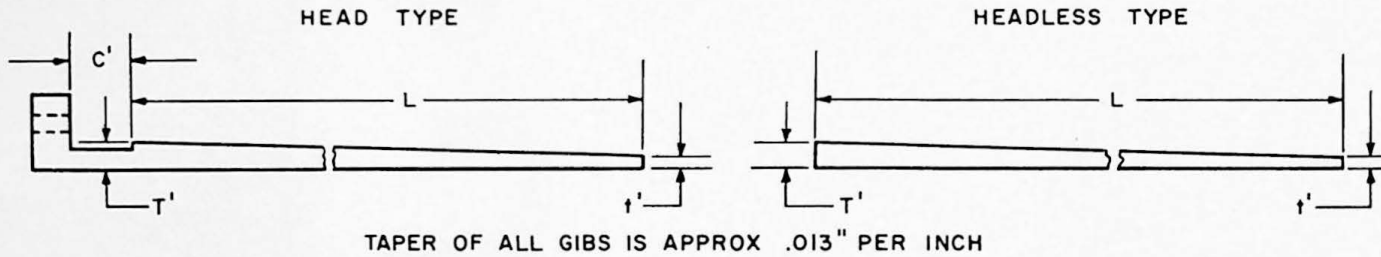 HEAD TYPE
HEADLESS TYPE
C'
L
L
T'
t'
T'
t'
TAPER OF ALL GIBS IS APPROX .013" PER INCH